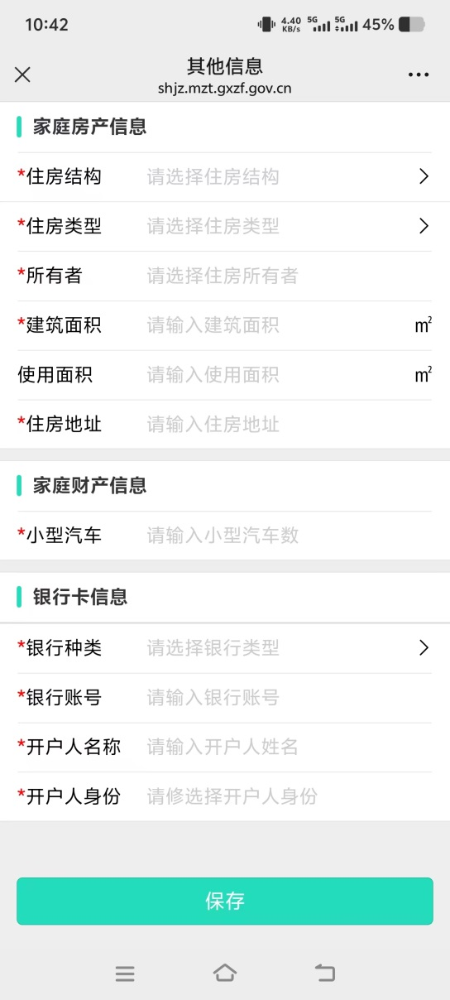 10:42 4.40 KB/s 5G 5G 45%
其他信息
shjz.mzt.gxzf.gov.cn
家庭房产信息
*住房结构 请选择住房结构
*住房类型 请选择住房类型
*所有者 请选择住房所有者
*建筑面积 请输入建筑面积 m²
使用面积 请输入使用面积 m²
*住房地址 请输入住房地址
家庭财产信息
*小型汽车 请输入小型汽车数
银行卡信息
*银行种类 请选择银行类型
*银行账号 请输入银行账号
*开户人名称 请输入开户人姓名
*开户人身份 请修选择开户人身份
保存